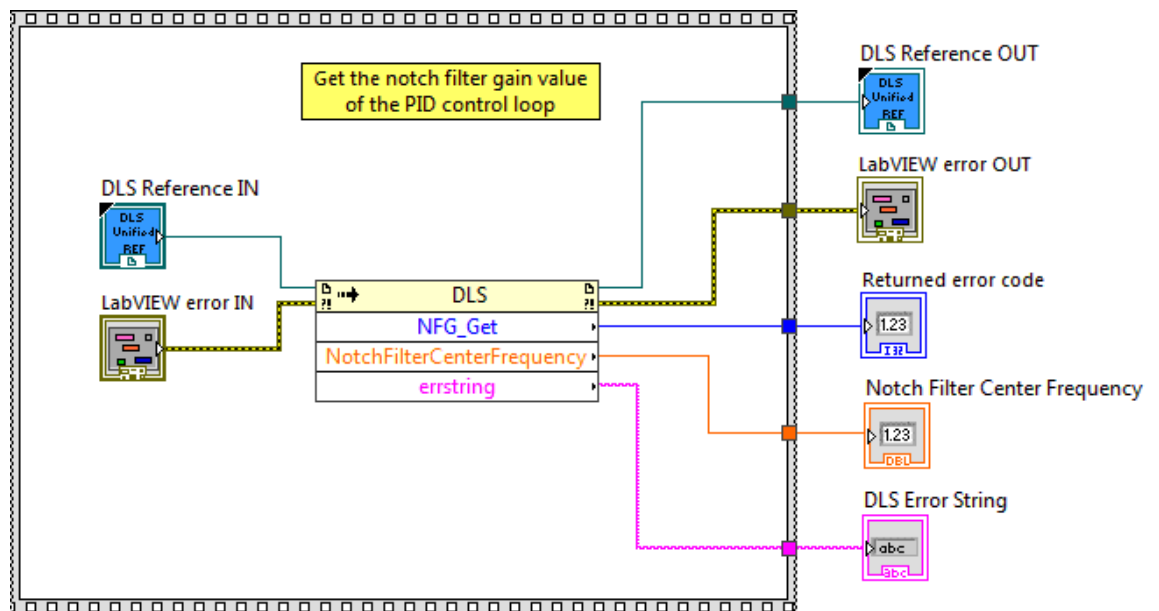 Get the notch filter gain value
of the PID control loop
DLS Reference IN
DLS
Unified
REF
LabVIEW error IN
DLS
NFG_Get
NotchFilterCenterFrequency
errstring
DLS Reference OUT
DLS
Unified
REF
LabVIEW error OUT
Returned error code
1.23
I32
Notch Filter Center Frequency
1.23
DBL
DLS Error String
abc
abc